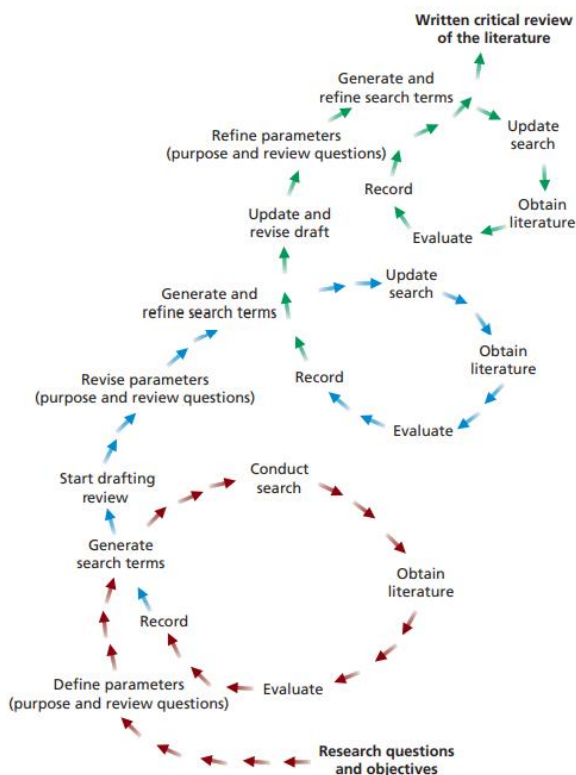 Written critical review
of the literature
Generate and
refine search terms
Update
search
Refine parameters
(purpose and review questions)
Record
Obtain
literature
Evaluate
Update and
revise draft
Generate and
refine search terms
Update
search
Obtain
literature
Record
Evaluate
Revise parameters
(purpose and review questions)
Start drafting
review
Conduct
search
Generate
search terms
Obtain
literature
Record
Evaluate
Define parameters
(purpose and review questions)
Research questions
and objectives